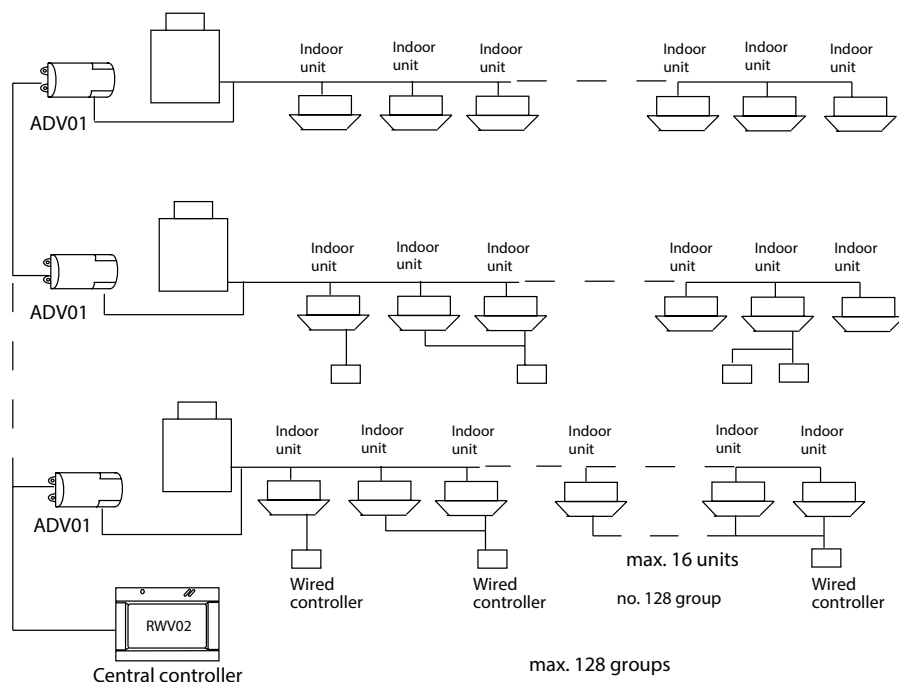 Indoor
unit
Indoor
unit
Indoor
unit
Indoor
unit
Indoor
unit
Indoor
unit
ADV01
Indoor
unit
Indoor
unit
Indoor
unit
Indoor
unit
Indoor
unit
Indoor
unit
ADV01
Indoor
unit
Indoor
unit
Indoor
unit
Indoor
unit
Indoor
unit
Indoor
unit
ADV01
Wired
controller
Wired
controller
max. 16 units
no. 128 group
Wired
controller
RWV02
Central controller
max. 128 groups